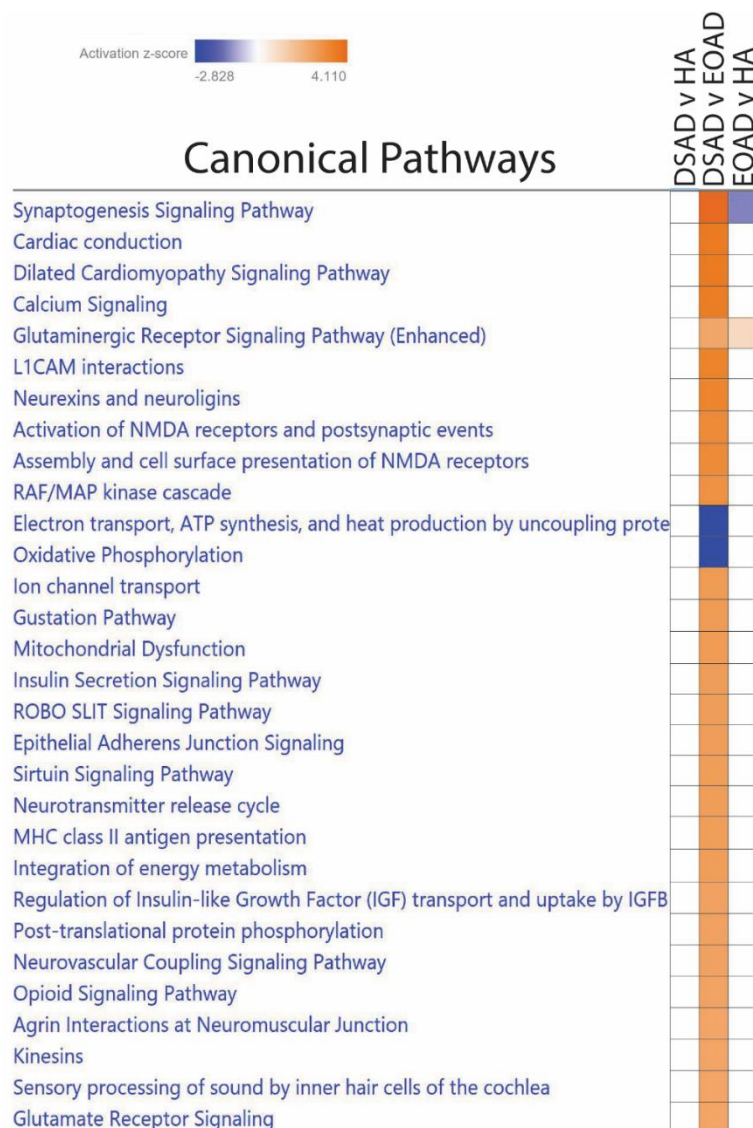 Activation z-score
-2.828 4.110
DSAD v HA
DSAD v EOAD
EOAD v HA
Canonical Pathways
Synaptogenesis Signaling Pathway
Cardiac conduction
Dilated Cardiomyopathy Signaling Pathway
Calcium Signaling
Glutaminergic Receptor Signaling Pathway (Enhanced)
L1CAM interactions
Neurexins and neuroligins
Activation of NMDA receptors and postsynaptic events
Assembly and cell surface presentation of NMDA receptors
RAF/MAP kinase cascade
Electron transport, ATP synthesis, and heat production by uncoupling prote
Oxidative Phosphorylation
Ion channel transport
Gustation Pathway
Mitochondrial Dysfunction
Insulin Secretion Signaling Pathway
ROBO SLIT Signaling Pathway
Epithelial Adherens Junction Signaling
Sirtuin Signaling Pathway
Neurotransmitter release cycle
MHC class II antigen presentation
Integration of energy metabolism
Regulation of Insulin-like Growth Factor (IGF) transport and uptake by IGFB
Post-translational protein phosphorylation
Neurovascular Coupling Signaling Pathway
Opioid Signaling Pathway
Agrin Interactions at Neuromuscular Junction
Kinesins
Sensory processing of sound by inner hair cells of the cochlea
Glutamate Receptor Signaling